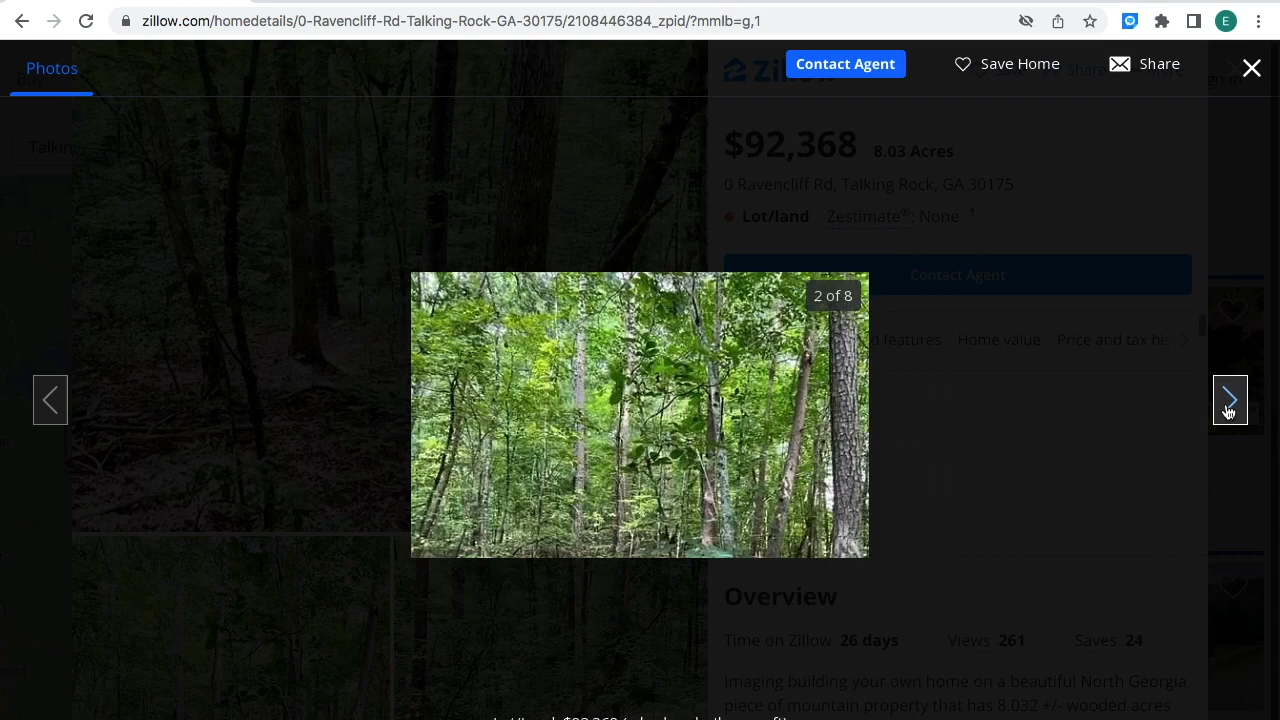 zillow.com/homedetails/0-Ravencliff-Rd-Talking-Rock-GA-30175/2108446384_zpid/?mmlb=g,1
E
Photos
Contact Agent
Save Home
Share
Zillow
Talkin
$92,368 8.03 Acres
0 Ravencliff Rd, Talking Rock, GA 30175
Lot/land Zestimate®: None ?
Contact Agent
2 of 8
d features Home value Price and tax his
Overview
Time on Zillow 26 days Views 261 Saves 24
Imaging building your own home on a beautiful North Georgia
piece of mountain property that has 8.032 +/- wooded acres